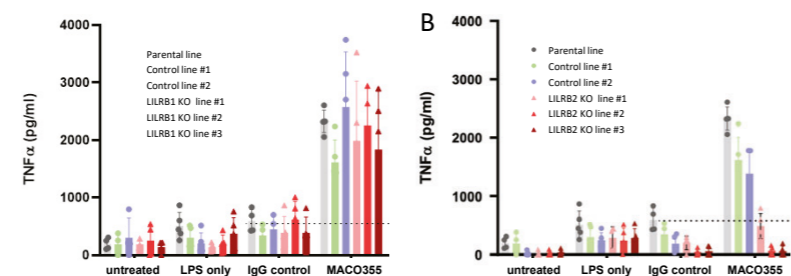 4000
3000
2000
1000
0
TNFα (pg/ml)
Parental line
Control line #1
Control line #2
LILRB1 KO line #1
LILRB1 KO line #2
LILRB1 KO line #3
untreated LPS only IgG control MACO355
B
4000
3000
2000
1000
0
TNFα (pg/ml)
Parental line
Control line #1
Control line #2
LILRB2 KO line #1
LILRB2 KO line #2
LILRB2 KO line #3
untreated LPS only IgG control MACO355